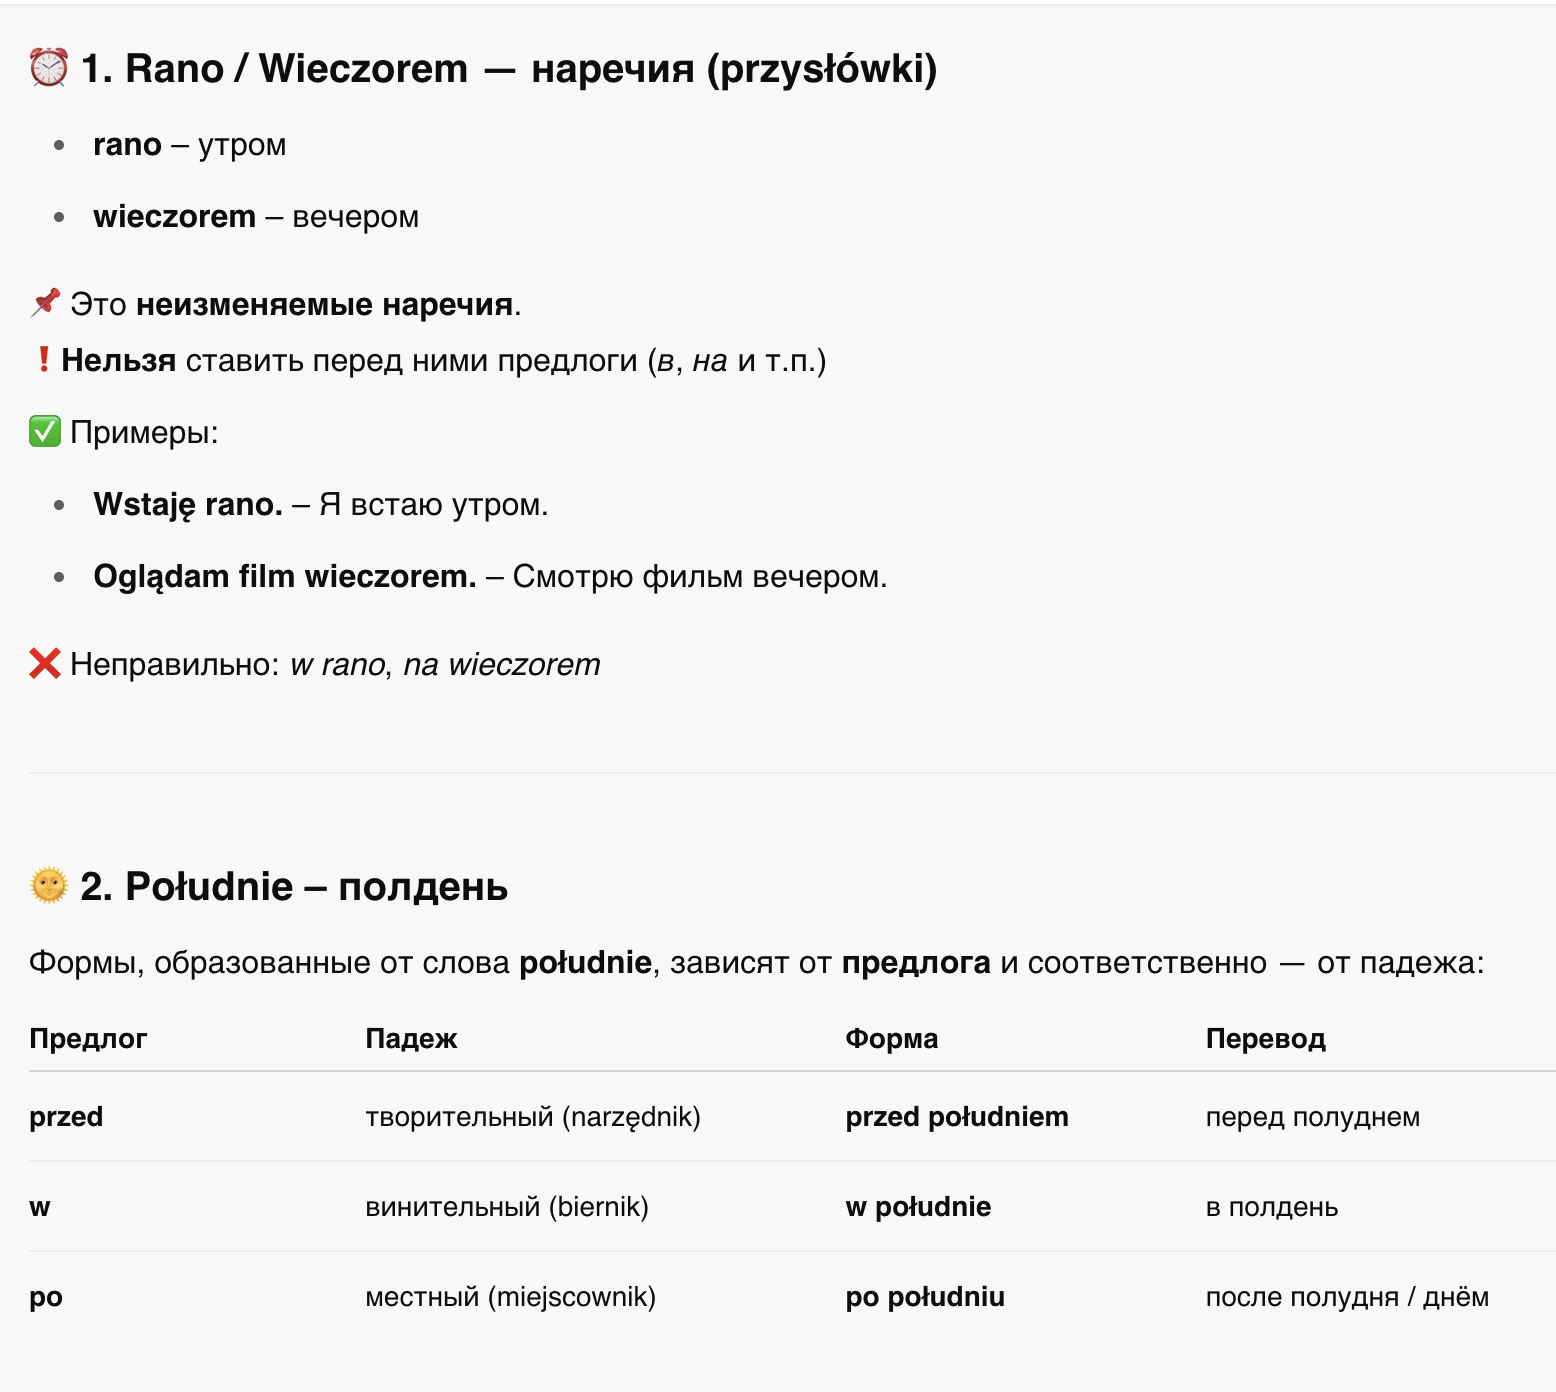 ⏰ 1. Rano / Wieczorem — наречия (przysłówki)
• rano – утром
• wieczorem – вечером
📌 Это неизменяемые наречия.
❗ Нельзя ставить перед ними предлоги (в, на и т.п.)
✅ Примеры:
• Wstaję rano. – Я встаю утром.
• Oglądam film wieczorem. – Смотрю фильм вечером.
❌ Неправильно: w rano, na wieczorem
🌞 2. Południe – полдень
Формы, образованные от слова południe, зависят от предлога и соответственно — от падежа:
Предлог Падеж Форма Перевод
przed творительный (narzędnik) przed południem перед полуднем
w винительный (biernik) w południe в полдень
po местный (miejscownik) po południu после полудня / днём